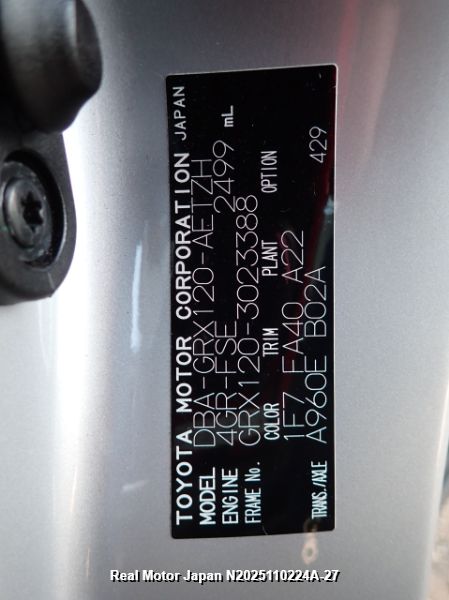 TOYOTA MOTOR CORPORATION JAPAN
MODEL DBA-GRX120-AETZH
ENGINE 4GR-FSE 2499 mL
FRAME No. GRX120-3023388
COLOR TRIM PLANT OPTION
1F7 FA40 A22 429
TRANS./AXLE A960E B02A
Real Motor Japan N2025110224A-27